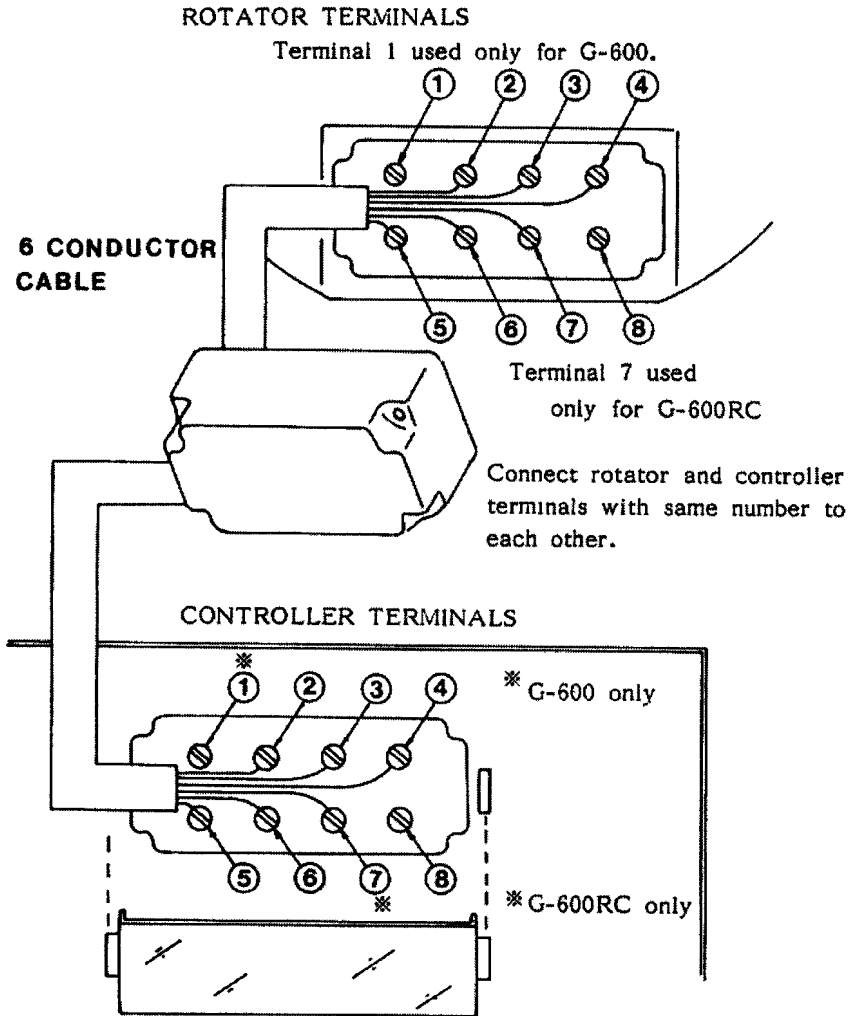 ROTATOR TERMINALS
Terminal 1 used only for G-600.
① ② ③ ④
6 CONDUCTOR
CABLE
⑤ ⑥ ⑦ ⑧
Terminal 7 used
only for G-600RC
Connect rotator and controller
terminals with same number to
each other.
CONTROLLER TERMINALS
※
① ② ③ ④
※ G-600 only
⑤ ⑥ ⑦ ⑧
※
※ G-600RC only